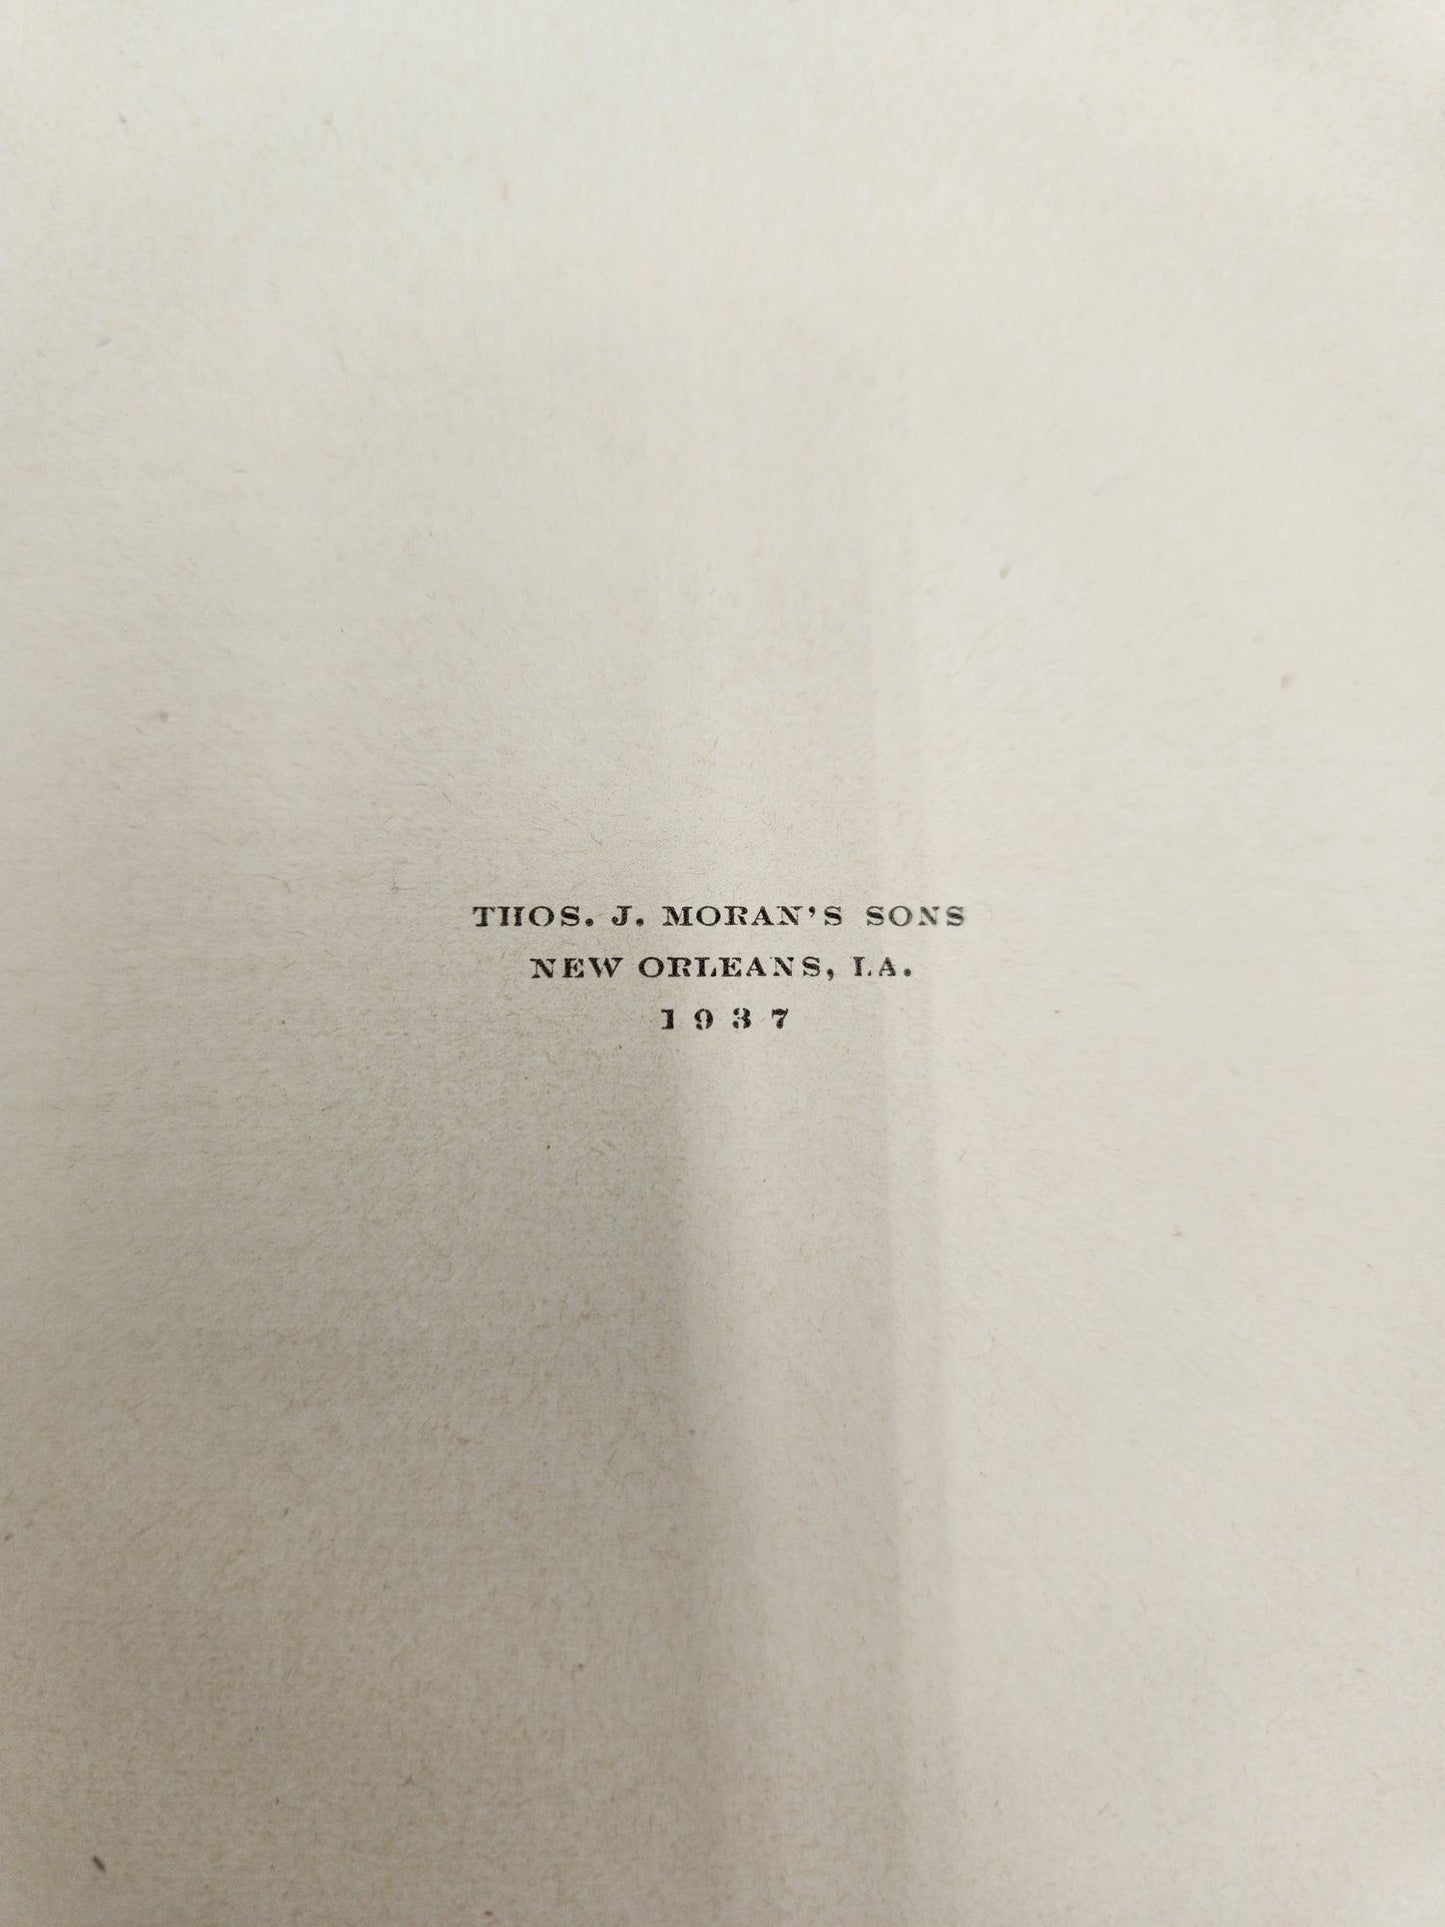 THOS. J. MORAN'S SONS
NEW ORLEANS, LA.
1937